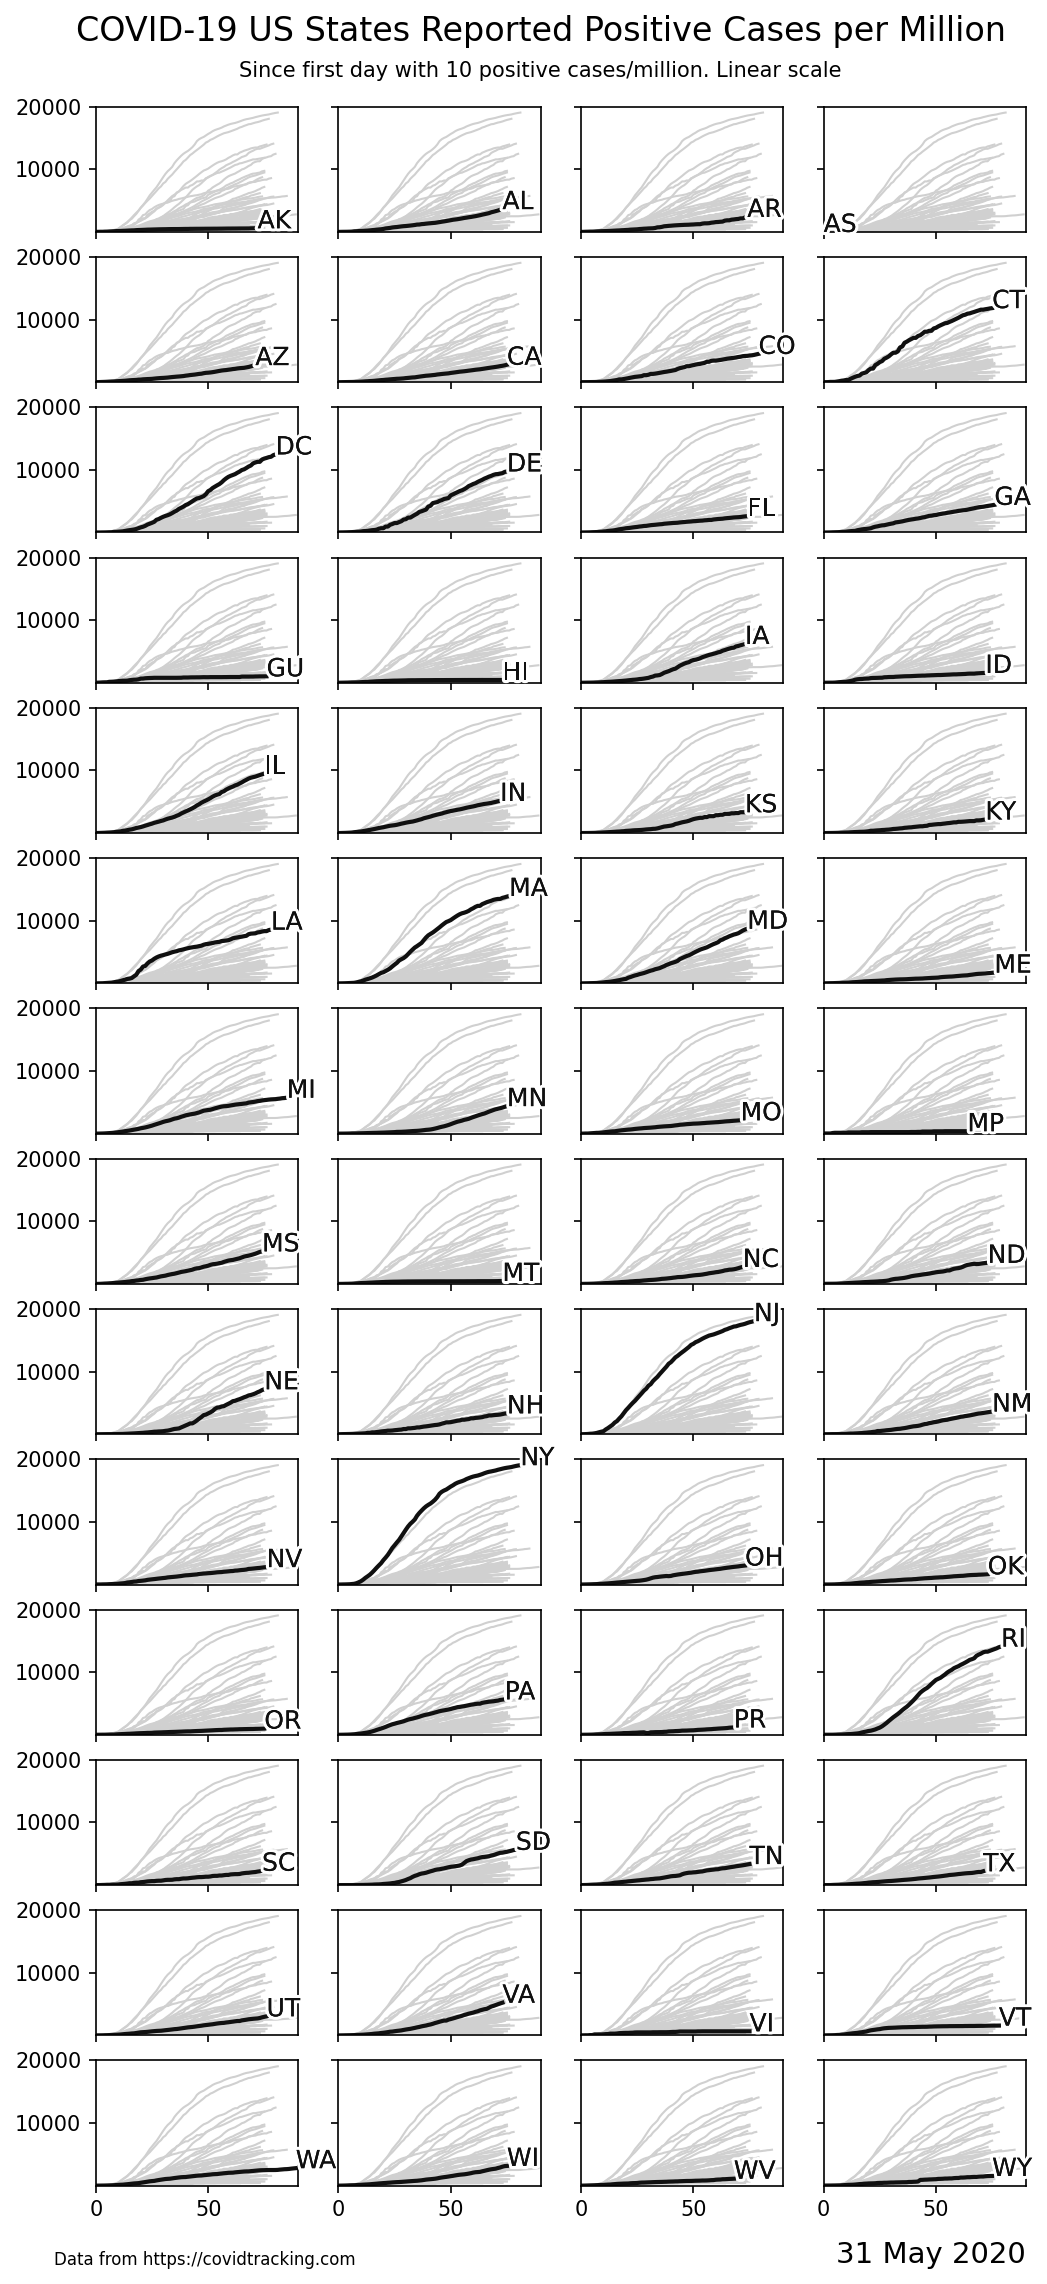 COVID-19 US States Reported Positive Cases per Million
Since first day with 10 positive cases/million. Linear scale
20000
10000
AK
AL
AR
AS
20000
10000
AZ
CA
CO
CT
20000
10000
DC
DE
FL
GA
20000
10000
GU
HI
IA
ID
20000
10000
IL
IN
KS
KY
20000
10000
LA
MA
MD
ME
20000
10000
MI
MN
MO
MP
20000
10000
MS
MT
NC
ND
20000
10000
NE
NH
NJ
NM
20000
10000
NV
NY
OH
OK
20000
10000
OR
PA
PR
RI
20000
10000
SC
SD
TN
TX
20000
10000
UT
VA
VI
VT
20000
10000
WA
WI
WV
WY
0 50
0 50
0 50
0 50
Data from https://covidtracking.com
31 May 2020